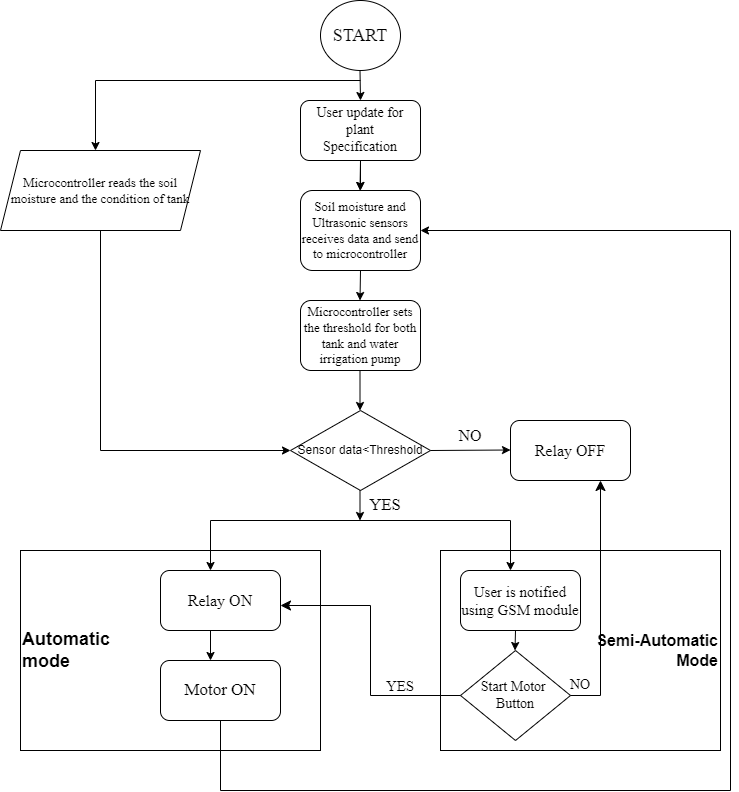 START
User update for
plant
Specification
Microcontroller reads the soil
moisture and the condition of tank
Soil moisture and
Ultrasonic sensors
receives data and send
to microcontroller
Microcontroller sets
the threshold for both
tank and water
irrigation pump
Sensor data<Threshold
NO
Relay OFF
YES
Relay ON
User is notified
using GSM module
Automatic
mode
Semi-Automatic
Mode
Motor ON
YES
Start Motor
Button
NO